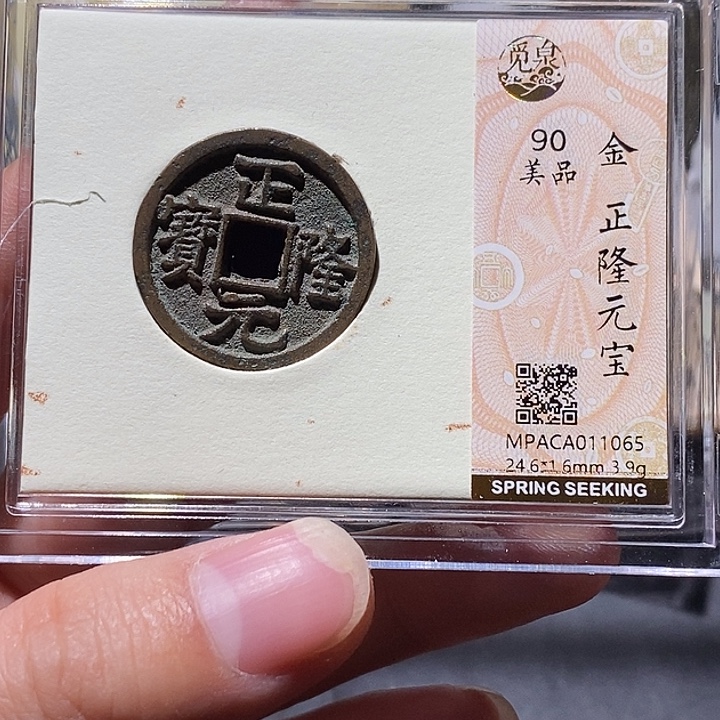 正隆元寶
覓泉
90
美品
金 正隆元宝
MPACA011065
24.6*1.6mm 3.9g
SPRING SEEKING